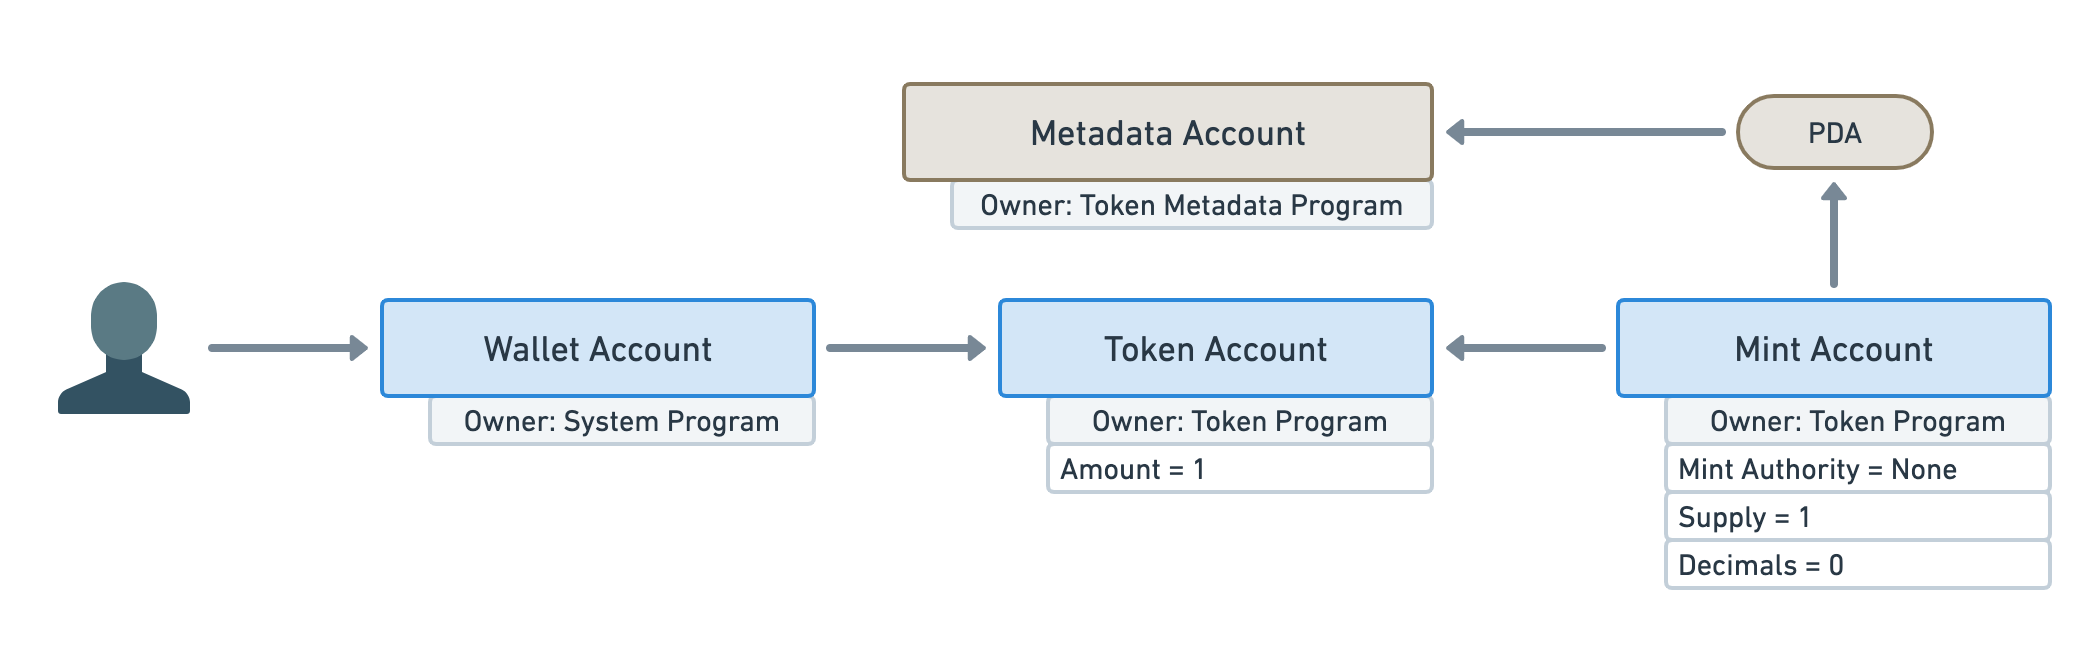 Metadata Account
PDA
Owner: Token Metadata Program
Wallet Account
Owner: System Program
Token Account
Owner: Token Program
Amount = 1
Mint Account
Owner: Token Program
Mint Authority = None
Supply = 1
Decimals = 0